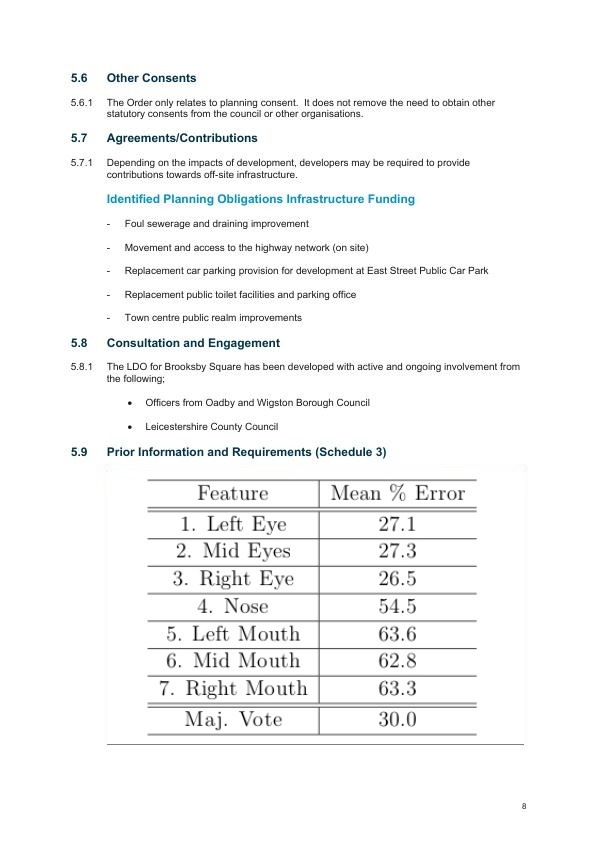 5.6 Other Consents
5.6.1 The Order only relates to planning consent. It does not remove the need to obtain other
statutory consents from the council or other organisations.
5.7 Agreements/Contributions
5.7.1 Depending on the impacts of development, developers may be required to provide
contributions towards off-site infrastructure.
Identified Planning Obligations Infrastructure Funding
- Foul sewerage and draining improvement
- Movement and access to the highway network (on site)
- Replacement car parking provision for development at East Street Public Car Park
- Replacement public toilet facilities and parking office
- Town centre public realm improvements
5.8 Consultation and Engagement
5.8.1 The LDO for Brooksby Square has been developed with active and ongoing involvement from
the following;
• Officers from Oadby and Wigston Borough Council
• Leicestershire County Council
5.9 Prior Information and Requirements (Schedule 3)
Feature Mean % Error
1. Left Eye 27.1
2. Mid Eyes 27.3
3. Right Eye 26.5
4. Nose 54.5
5. Left Mouth 63.6
6. Mid Mouth 62.8
7. Right Mouth 63.3
Maj. Vote 30.0
8